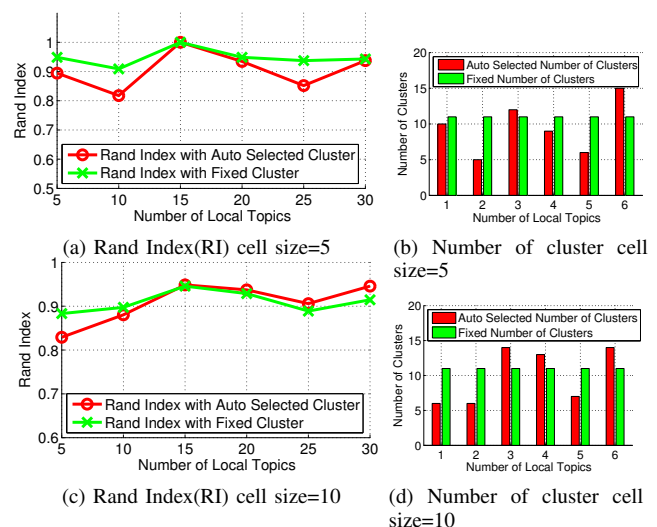 1
0.9
0.8
0.7
0.6
0.5
Rand Index
Rand Index with Auto Selected Cluster
Rand Index with Fixed Cluster
5 10 15 20 25 30
Number of Local Topics
(a) Rand Index(RI) cell size=5
20
15
10
5
0
Number of Clusters
Auto Selected Number of Clusters
Fixed Number of Clusters
1 2 3 4 5 6
Number of Local Topics
(b) Number of cluster cell
size=5
1
0.9
0.8
0.7
0.6
Rand Index
Rand Index with Auto Selected Cluster
Rand Index with Fixed Cluster
5 10 15 20 25 30
Number of Local Topics
(c) Rand Index(RI) cell size=10
20
15
10
5
0
Number of Clusters
Auto Selected Number of Clusters
Fixed Number of Clusters
1 2 3 4 5 6
Number of Local Topics
(d) Number of cluster cell
size=10